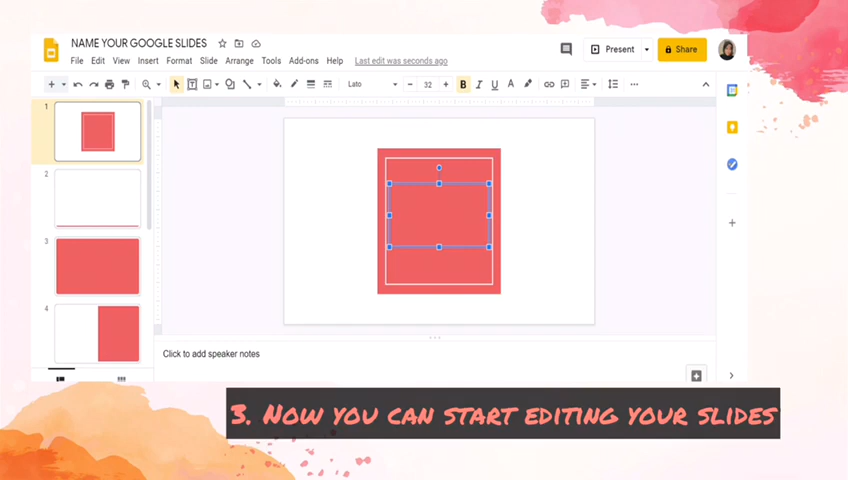 NAME YOUR GOOGLE SLIDES
File Edit View Insert Format Slide Arrange Tools Add-ons Help Last edit was seconds ago
Present
Share
Lato
32
B I U A
1
2
3
4
Click to add speaker notes
3. Now you can start editing your slides